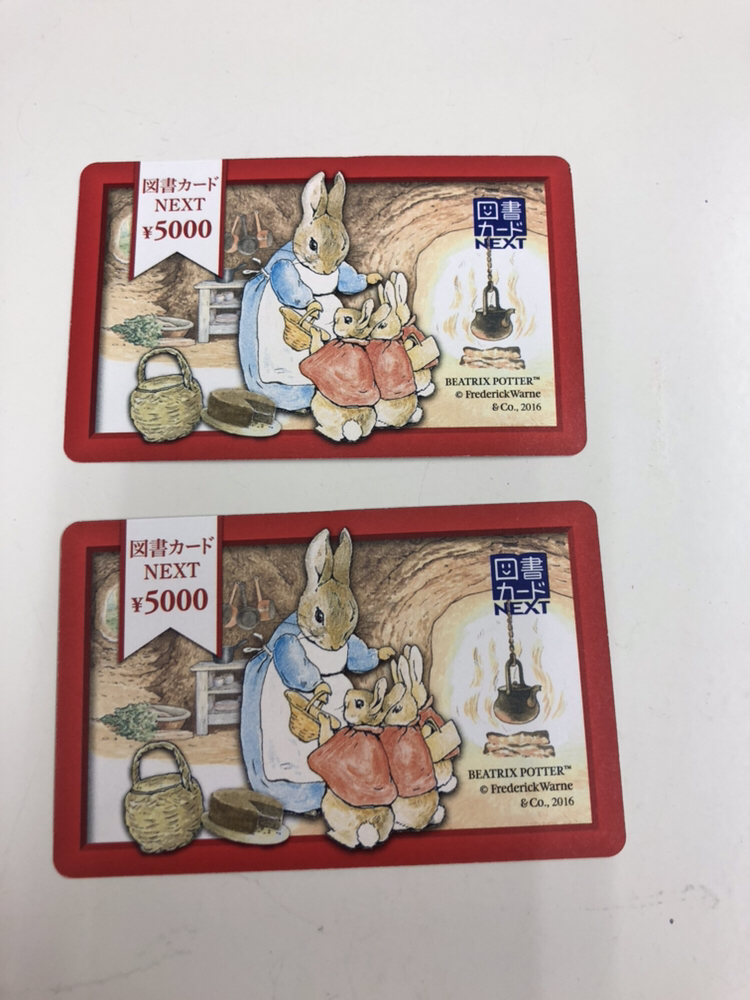 図書カード
NEXT
¥5000
図書
カード
NEXT
BEATRIX POTTER™
© FrederickWarne
& Co., 2016
図書カード
NEXT
¥5000
図書
カード
NEXT
BEATRIX POTTER™
© FrederickWarne
& Co., 2016